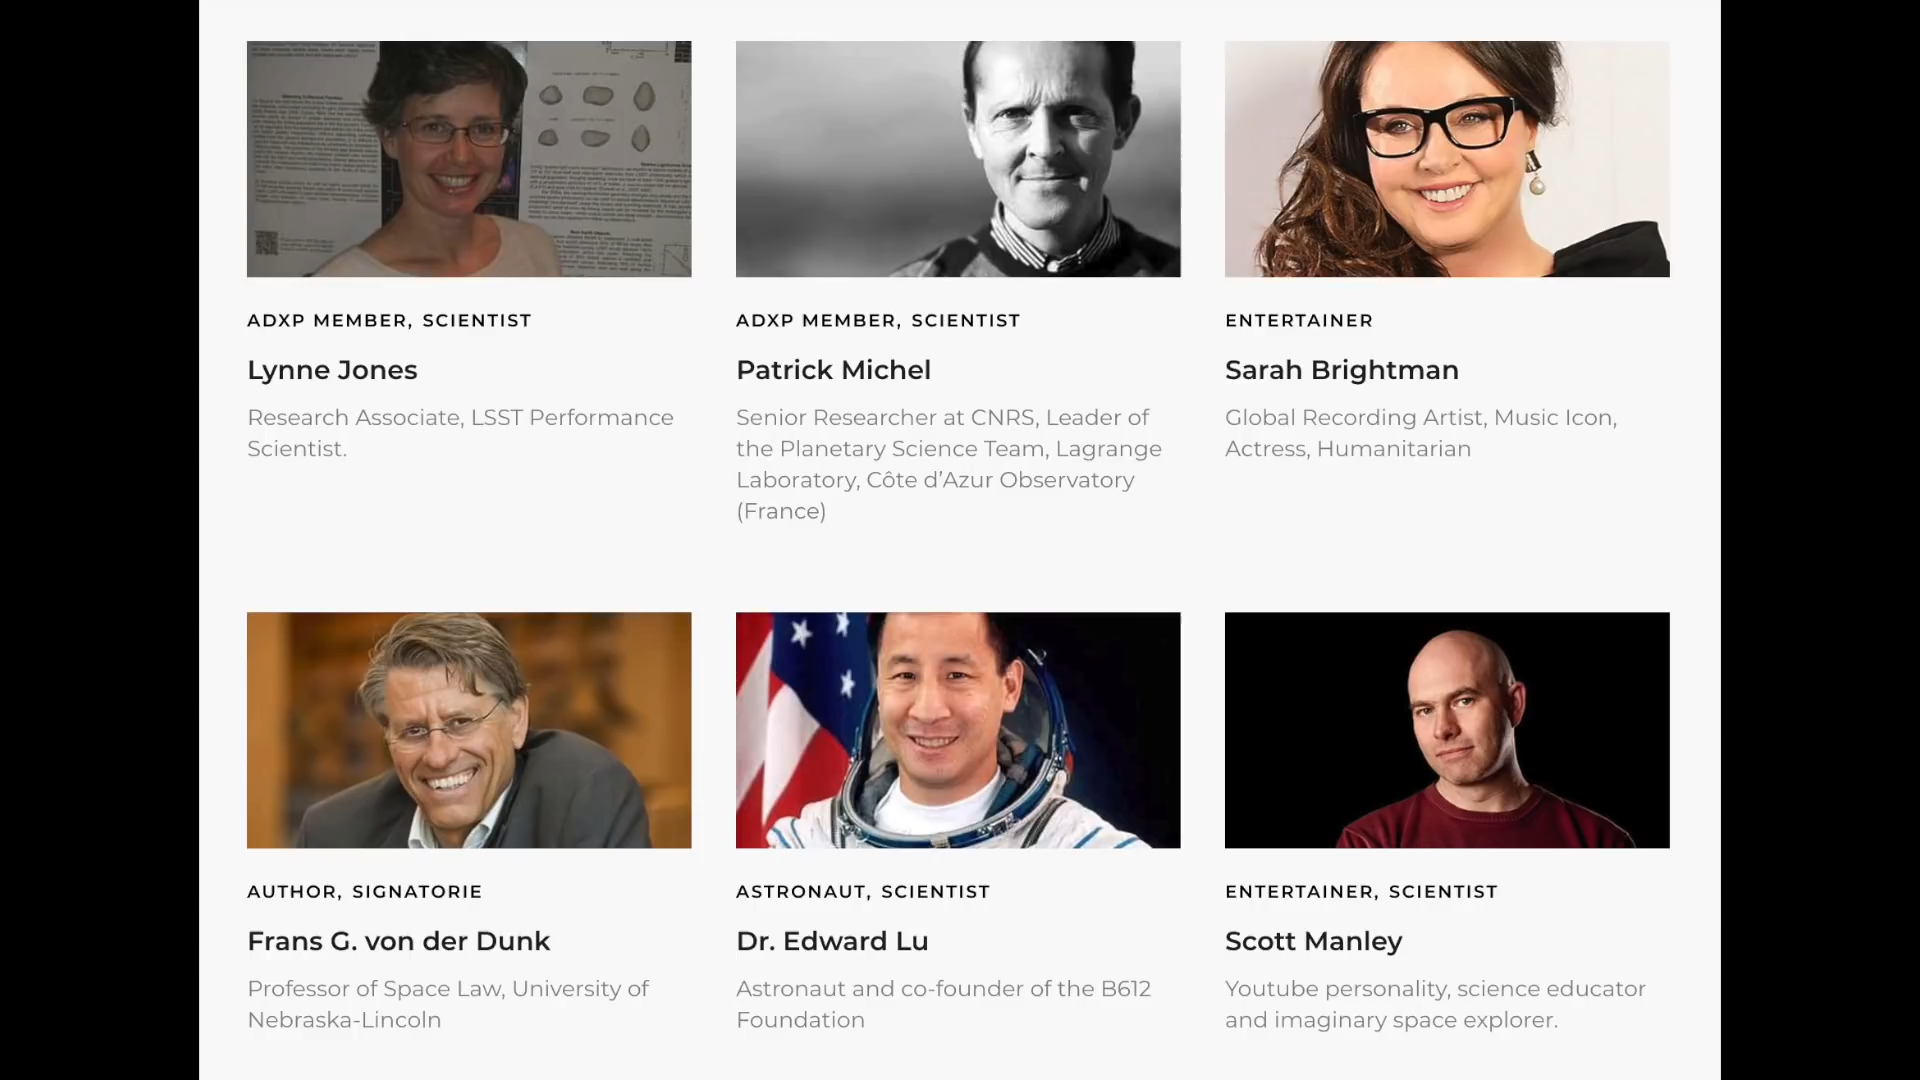 ADXP MEMBER, SCIENTIST
Lynne Jones
Research Associate, LSST Performance
Scientist.
ADXP MEMBER, SCIENTIST
Patrick Michel
Senior Researcher at CNRS, Leader of
the Planetary Science Team, Lagrange
Laboratory, Côte d’Azur Observatory
(France)
ENTERTAINER
Sarah Brightman
Global Recording Artist, Music Icon,
Actress, Humanitarian
AUTHOR, SIGNATORIE
Frans G. von der Dunk
Professor of Space Law, University of
Nebraska-Lincoln
ASTRONAUT, SCIENTIST
Dr. Edward Lu
Astronaut and co-founder of the B612
Foundation
ENTERTAINER, SCIENTIST
Scott Manley
Youtube personality, science educator
and imaginary space explorer.